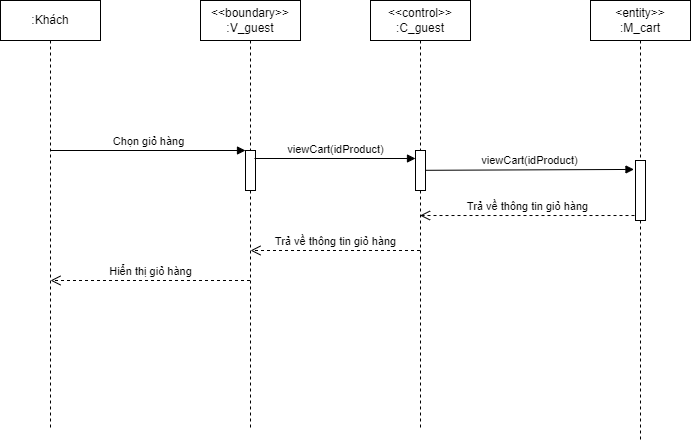 :Khách
<<boundary>>
:V_guest
<<control>>
:C_guest
<entity>>
:M_cart
Chọn giỏ hàng
viewCart(idProduct)
viewCart(idProduct)
Trả về thông tin giỏ hàng
Trả về thông tin giỏ hàng
Hiển thị giỏ hàng